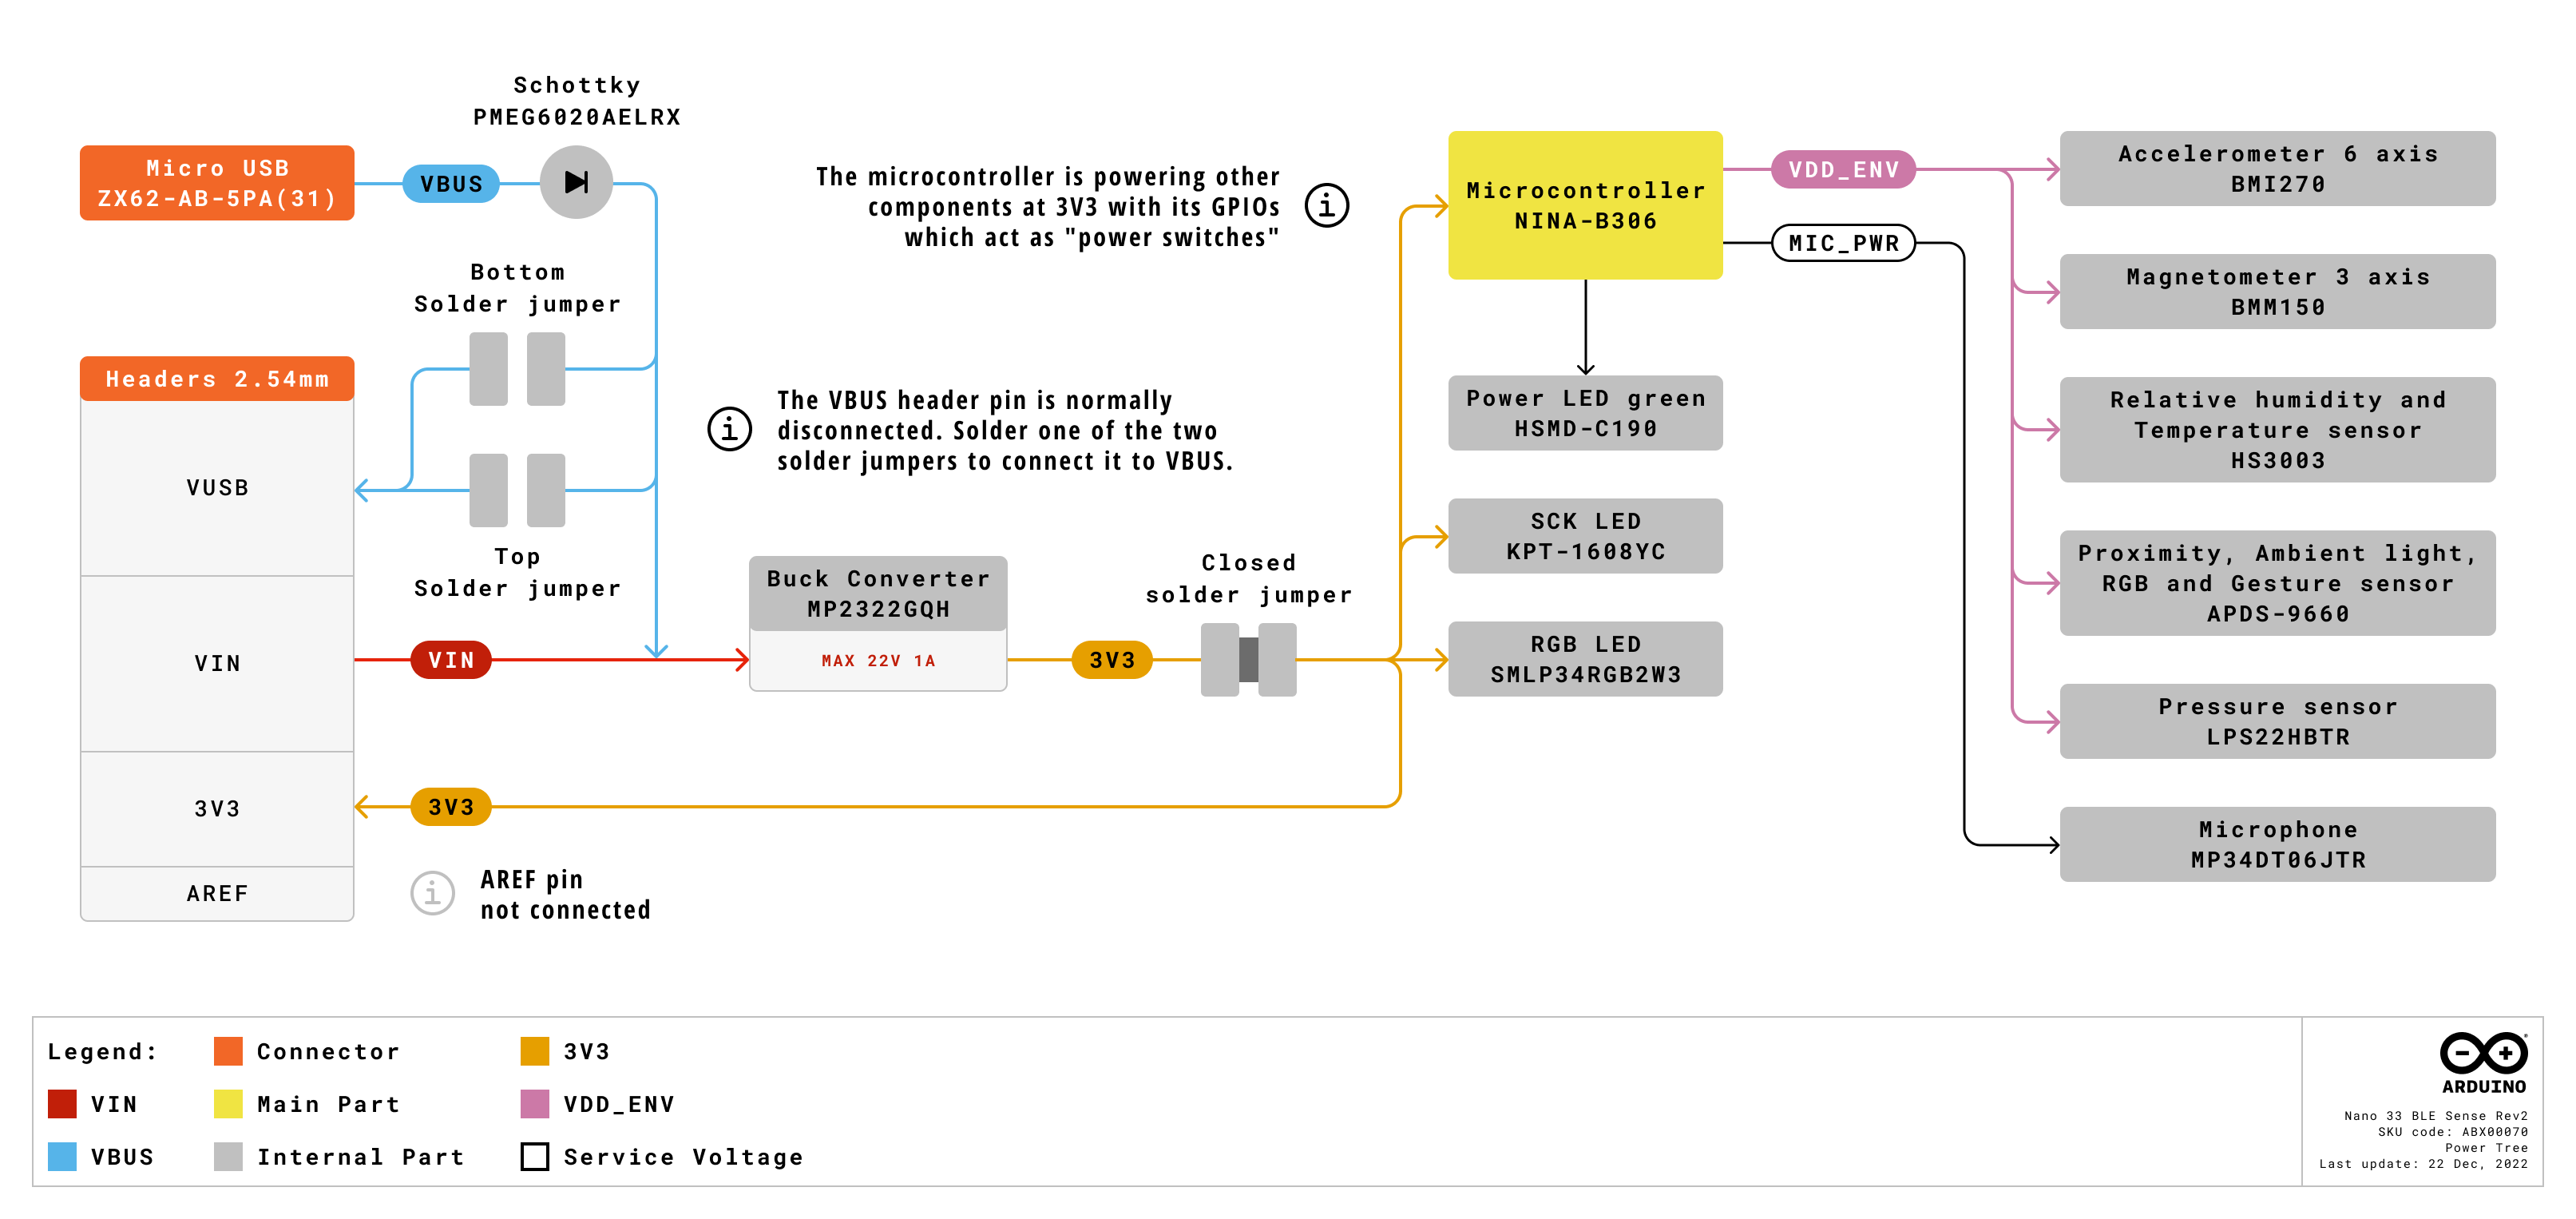 Schottky
PMEG6020AELRX
Micro USB
ZX62-AB-5PA(31)
VBUS
Bottom
Solder jumper
Headers 2.54mm
VUSB
Top
Solder jumper
VIN
VIN
3V3
3V3
AREF
AREF pin
not connected
The microcontroller is powering other
components at 3V3 with its GPIOs
which act as "power switches"
The VBUS header pin is normally
disconnected. Solder one of the two
solder jumpers to connect it to VBUS.
Buck Converter
MP2322GQH
MAX 22V 1A
3V3
Closed
solder jumper
Microcontroller
NINA-B306
Power LED green
HSMD-C190
SCK LED
KPT-1608YC
RGB LED
SMLP34RGB2W3
VDD_ENV
MIC_PWR
Accelerometer 6 axis
BMI270
Magnetometer 3 axis
BMM150
Relative humidity and
Temperature sensor
HS3003
Proximity, Ambient light,
RGB and Gesture sensor
APDS-9660
Pressure sensor
LPS22HBTR
Microphone
MP34DT06JTR
Legend:
VIN
VBUS
Connector
Main Part
Internal Part
3V3
VDD_ENV
Service Voltage
ARDUINO
Nano 33 BLE Sense Rev2
SKU code: ABX00070
Power Tree
Last update: 22 Dec, 2022